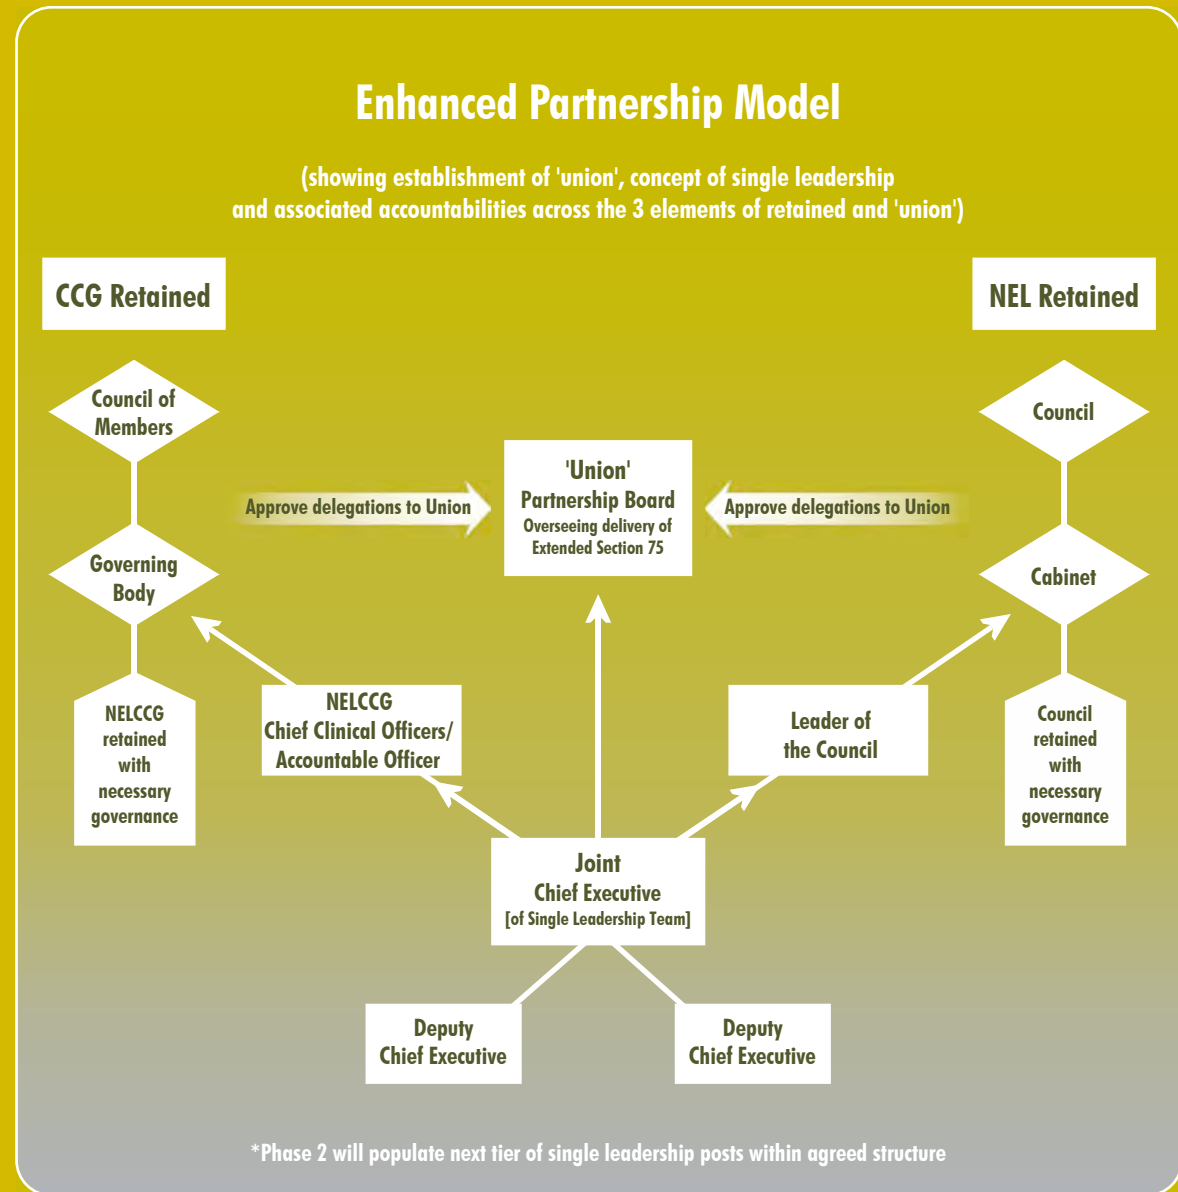 Enhanced Partnership Model
(showing establishment of 'union', concept of single leadership
and associated accountabilities across the 3 elements of retained and 'union')
CCG Retained
NEL Retained
Council of
Members
Council
'Union'
Partnership Board
Overseeing delivery of
Extended Section 75
Approve delegations to Union
Approve delegations to Union
Governing
Body
Cabinet
NELCCG
retained
with
necessary
governance
NELCCG
Chief Clinical Officers/
Accountable Officer
Leader of
the Council
Council
retained
with
necessary
governance
Joint
Chief Executive
[of Single Leadership Team]
Deputy
Chief Executive
Deputy
Chief Executive
*Phase 2 will populate next tier of single leadership posts within agreed structure